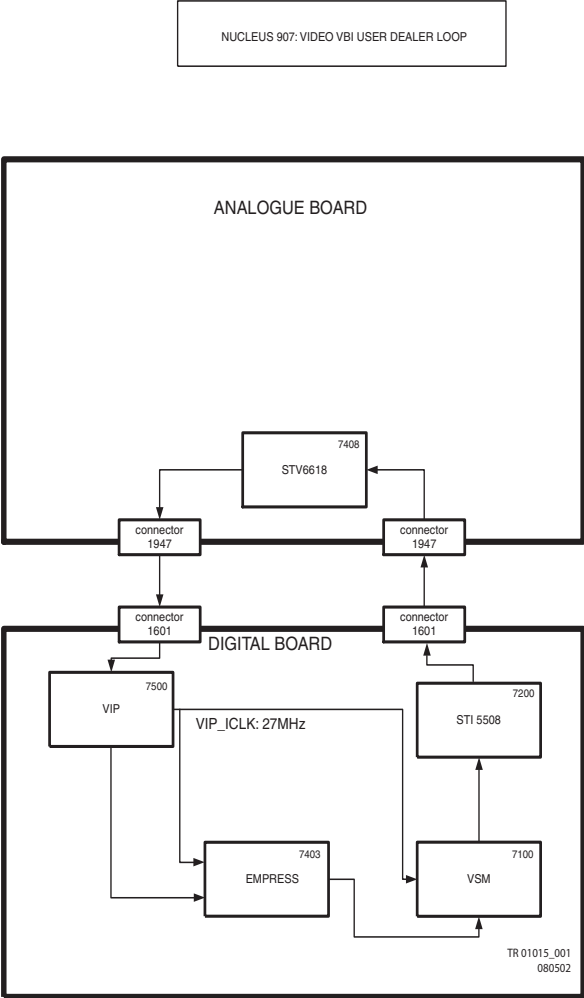 NUCLEUS 907: VIDEO VBI USER DEALER LOOP
ANALOGUE BOARD
7408
STV6618
connector
1947
connector
1947
connector
1601
connector
1601
DIGITAL BOARD
7500
VIP
7200
STI 5508
VIP_ICLK: 27MHz
7403
EMPRESS
7100
VSM
TR 01015_001
080502